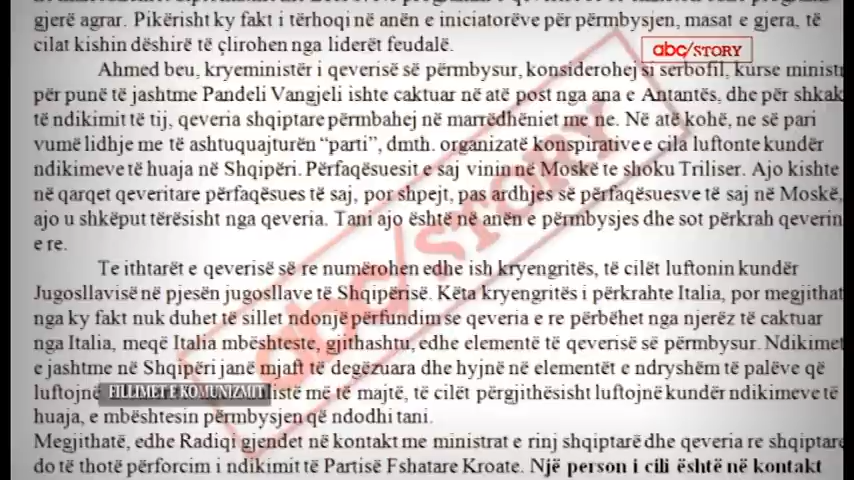 gjerë agrar. Pikërisht ky fakt i tërhoqi në anën e iniciatorëve për përmbysjen, masat e gjera, të
cilat kishin dëshirë të çlirohen nga liderët feudalë.
abc/STORY
Ahmed beu, kryeministër i qeverisë së përmbysur, konsiderohej si serbofil, kurse ministr
për punë të jashtme Pandeli Vangjeli ishte caktuar në atë post nga ana e Antantës, dhe për shkak
të ndikimit të tij, qeveria shqiptare përmbahej në marrëdhëniet me ne. Në atë kohë, ne së pari
vumë lidhje me të ashtuquajturën “parti”, dmth. organizatë konspirative e cila luftonte kundër
ndikimeve të huaja në Shqipëri. Përfaqësuesit e saj vinin në Moskë te shoku Triliser. Ajo kishte
në qarqet qeveritare përfaqësues të saj, por shpejt, pas ardhjes së përfaqësuesve të saj në Moskë,
ajo u shkëput tërësisht nga qeveria. Tani ajo është në anën e përmbysjes dhe sot përkrah qeverin
e re.
Te ithtarët e qeverisë së re numërohen edhe ish kryengritës, të cilët luftonin kundër
Jugosllavisë në pjesën jugosllave të Shqipërisë. Këta kryengritës i përkrahte Italia, por megjithat
nga ky fakt nuk duhet të sillet ndonjë përfundim se qeveria e re përbëhet nga njerëz të caktuar
nga Italia, meqë Italia mbështeste, gjithashtu, edhe elementë të qeverisë së përmbysur. Ndikimet
e jashtme në Shqipëri janë mjaft të degëzuara dhe hyjnë në elementët e ndryshëm të palëve që
luftojnë
FILLIMET E KOMUNIZMIT
listë më të majtë, të cilët përgjithësisht luftojnë kundër ndikimeve të
huaja, e mbështesin përmbysjen që ndodhi tani.
Megjithatë, edhe Radiqi gjendet në kontakt me ministrat e rinj shqiptarë dhe qeveria re shqiptare
do të thotë përforcim i ndikimit të Partisë Fshatare Kroate. Një person i cili është në kontakt
abc/STORY